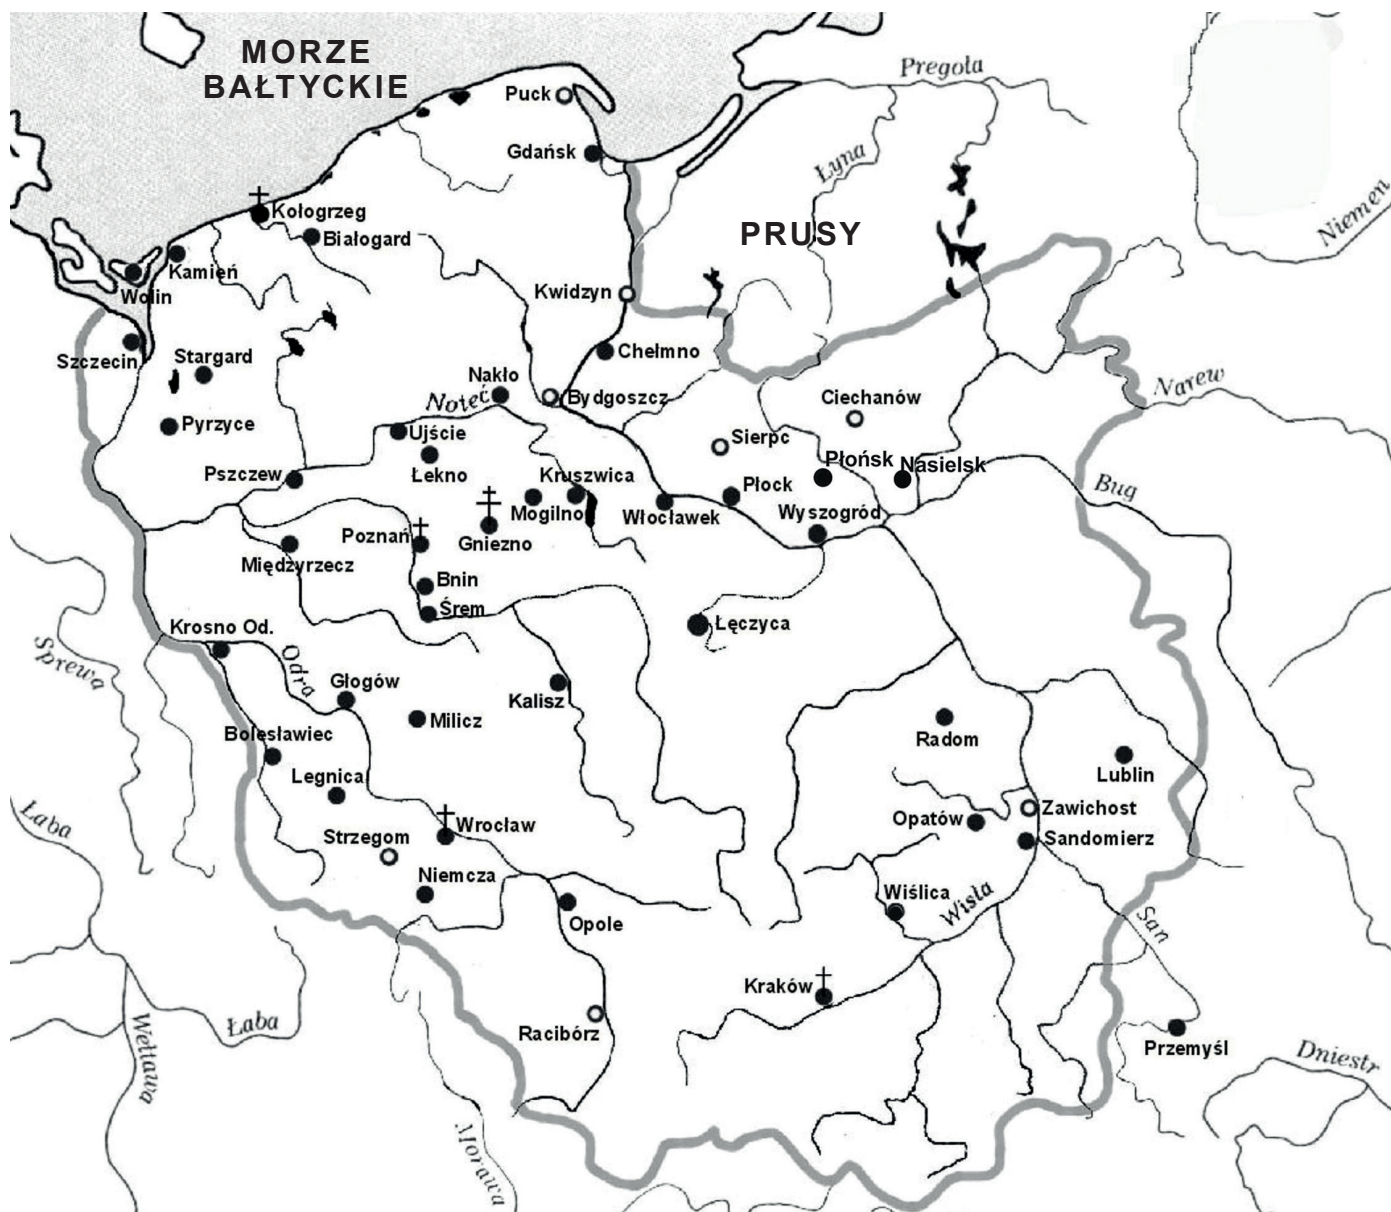 MORZE
BAŁTYCKIE
Pregoła
Puck
Gdańsk
Łyna
Niemen
Kołogrzeg
PRUSY
Białogard
Kamień
Wolin
Kwidzyn
Szczecin
Stargard
Chełmno
Nakło
Narew
Noteć
Bydgoszcz
Ciechanów
Pyrzyce
Ujście
Sierpc
Łekno
Płońsk
Nasielsk
Pszczew
Kruszwica
Płock
Bug
Mogilno
Włocławek
Wyszogród
Poznań
Gniezno
Międzyrzecz
Bnin
Śrem
Krosno Od.
Łęczyca
Sprewa
Odra
Głogów
Kalisz
Milicz
Bolesławiec
Radom
Legnica
Lublin
Łaba
Zawichost
Opatów
Wrocław
Strzegom
Sandomierz
Niemcza
Wiślica
Wisła
Opole
San
Kraków
Łaba
Racibórz
Wełtawa
Przemyśl
Dniestr
Morawa